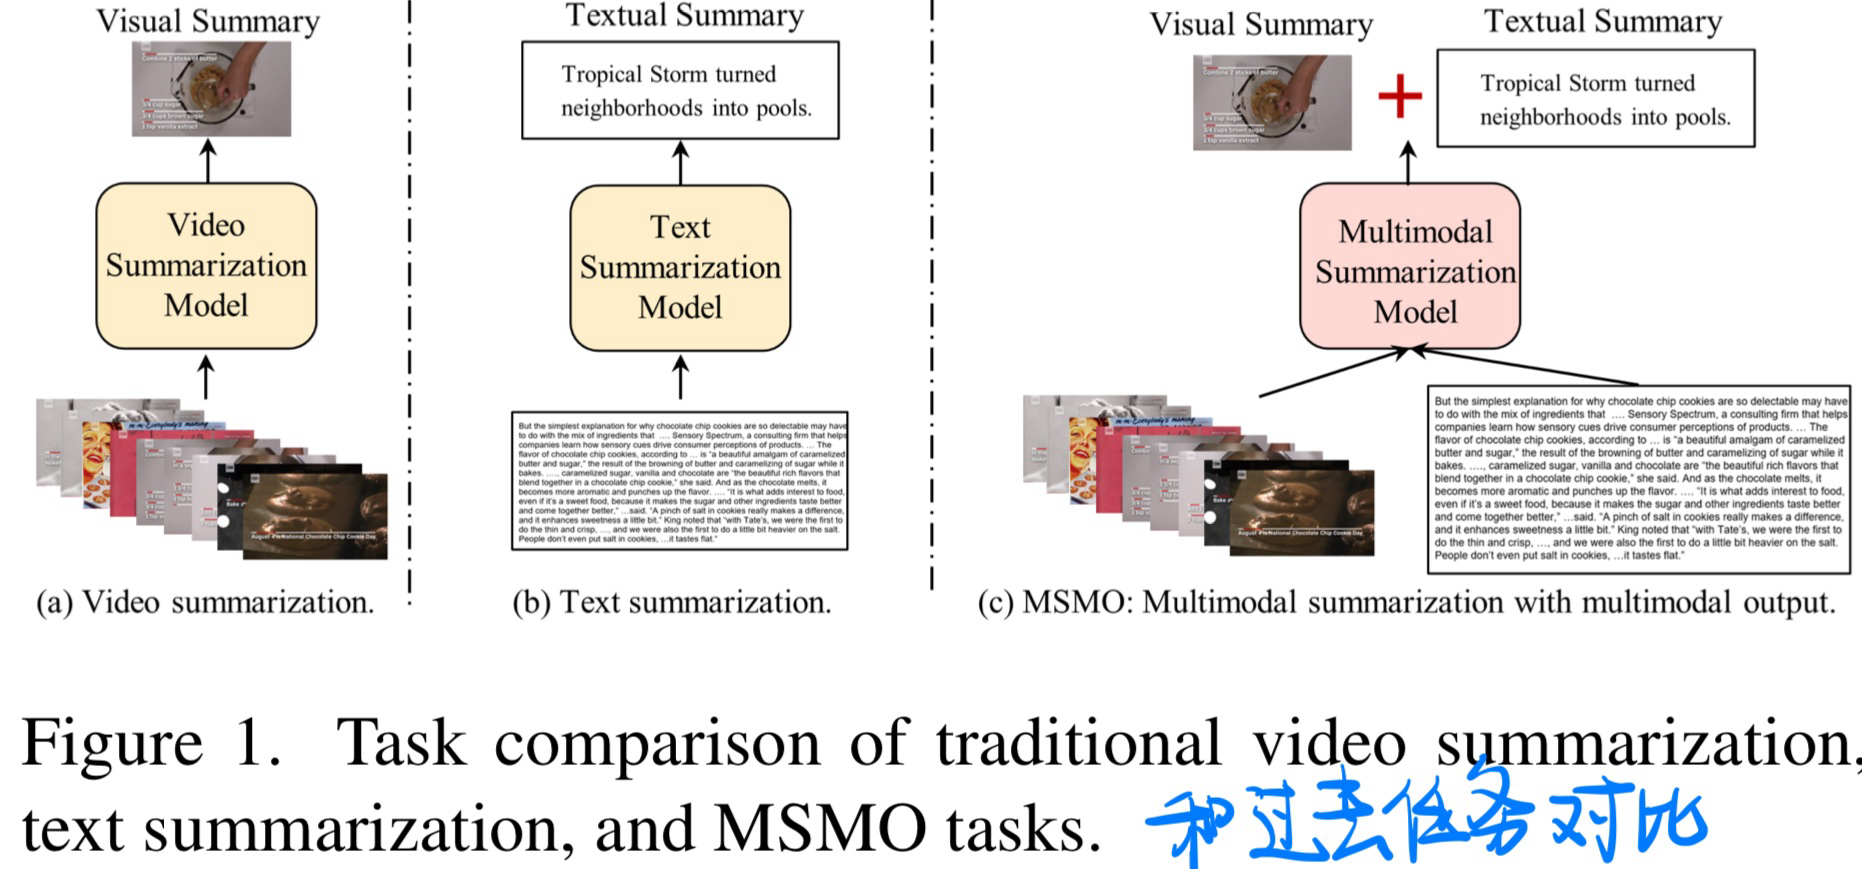 Visual Summary
Combine 2 sticks of butter
3/4 cup sugar
3/4 cups brown sugar
1 tsp vanilla extract
Video
Summarization
Model
m-m-Everybody's making
August 4 is National Chocolate Chip Cookie Day
(a) Video summarization.
Textual Summary
Tropical Storm turned
neighborhoods into pools.
Text
Summarization
Model
But the simplest explanation for why chocolate chip cookies are so delectable may have
to do with the mix of ingredients that .... Sensory Spectrum, a consulting firm that helps
companies learn how sensory cues drive consumer perceptions of products. ... The
flavor of chocolate chip cookies, according to ... is "a beautiful amalgam of caramelized
butter and sugar," the result of the browning of butter and caramelizing of sugar while it
bakes. ...., caramelized sugar, vanilla and chocolate are "the beautiful rich flavors that
blend together in a chocolate chip cookie," she said. And as the chocolate melts, it
becomes more aromatic and punches up the flavor. .... "It is what adds interest to food,
even if it's a sweet food, because it makes the sugar and other ingredients taste better
and come together better," ...said. "A pinch of salt in cookies really makes a difference,
and it enhances sweetness a little bit." King noted that "with Tate's, we were the first to
do the thin and crisp, ...., and we were also the first to do a little bit heavier on the salt.
People don't even put salt in cookies, ...it tastes flat."
(b) Text summarization.
Visual Summary
Combine 2 sticks of butter
3/4 cup sugar
3/4 cups brown sugar
1 tsp vanilla extract
+
Textual Summary
Tropical Storm turned
neighborhoods into pools.
Multimodal
Summarization
Model
m-m-Everybody's making
August 4 is National Chocolate Chip Cookie Day
But the simplest explanation for why chocolate chip cookies are so delectable may have
to do with the mix of ingredients that .... Sensory Spectrum, a consulting firm that helps
companies learn how sensory cues drive consumer perceptions of products. ... The
flavor of chocolate chip cookies, according to ... is "a beautiful amalgam of caramelized
butter and sugar," the result of the browning of butter and caramelizing of sugar while it
bakes. ...., caramelized sugar, vanilla and chocolate are "the beautiful rich flavors that
blend together in a chocolate chip cookie," she said. And as the chocolate melts, it
becomes more aromatic and punches up the flavor. .... "It is what adds interest to food,
even if it's a sweet food, because it makes the sugar and other ingredients taste better
and come together better," ...said. "A pinch of salt in cookies really makes a difference,
and it enhances sweetness a little bit." King noted that "with Tate's, we were the first to
do the thin and crisp, ...., and we were also the first to do a little bit heavier on the salt.
People don't even put salt in cookies, ...it tastes flat."
(c) MSMO: Multimodal summarization with multimodal output.
Figure 1. Task comparison of traditional video summarization,
text summarization, and MSMO tasks.
和过去任务对比